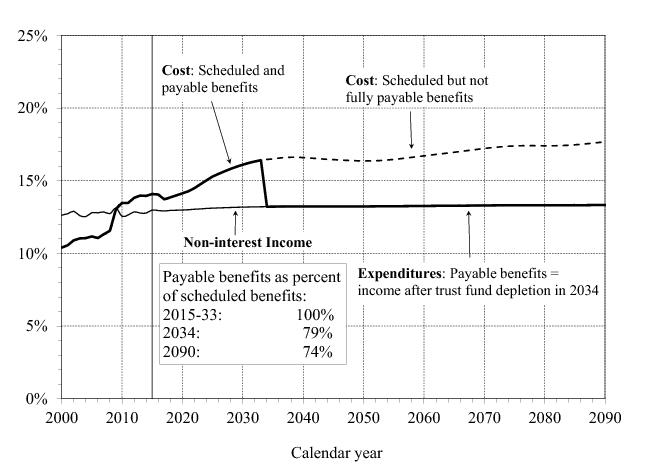 25%
Cost: Scheduled and
payable benefits
Cost: Scheduled but not
fully payable benefits
20%
15%
Non-interest Income
10%
Payable benefits as percent
of scheduled benefits:
2015-33: 100%
2034: 79%
2090: 74%
Expenditures: Payable benefits =
income after trust fund depletion in 2034
5%
0%
2000 2010 2020 2030 2040 2050 2060 2070 2080 2090
Calendar year